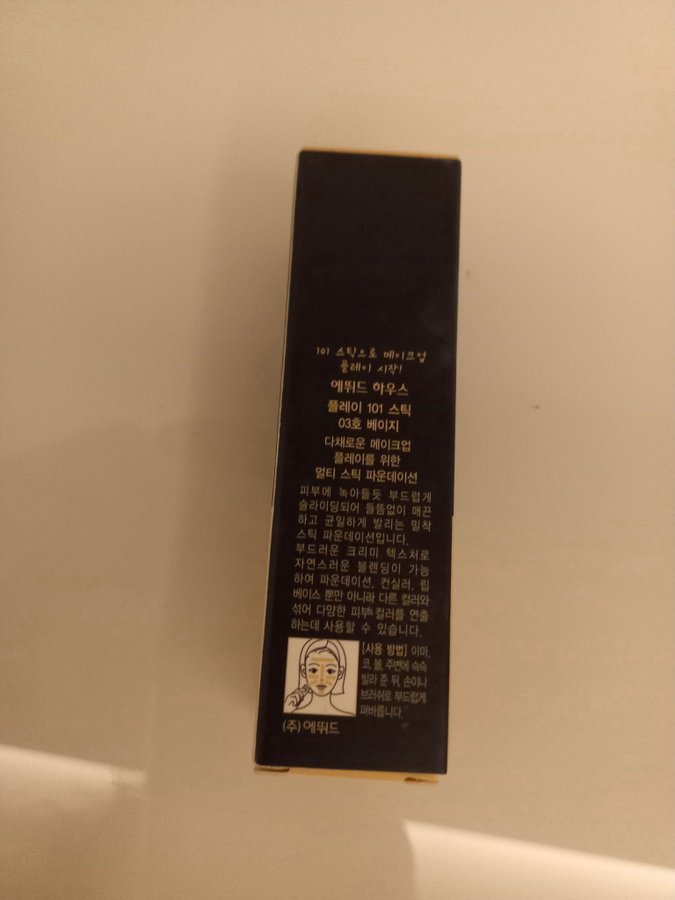 101 스틱으로 메이크업
플레이 시작!
에뛰드 하우스
플레이 101 스틱
03호 베이지
다채로운 메이크업
플레이를 위한
멀티 스틱 파운데이션
피부에 녹아들듯 부드럽게
슬라이딩되어 들뜸없이 매끈
하고 균일하게 발리는 밀착
스틱 파운데이션입니다.
부드러운 크리미 텍스처로
자연스러운 블렌딩이 가능
하여 파운데이션, 컨실러, 립
베이스 뿐만 아니라 다른 컬러와
섞어 다양한 피부 컬러를 연출
하는데 사용할 수 있습니다.
[사용 방법] 이마,
코, 볼, 주변에 슥슥
발라 준 뒤, 손이나
브러쉬로 부드럽게
펴바릅니다.
(주) 에뛰드